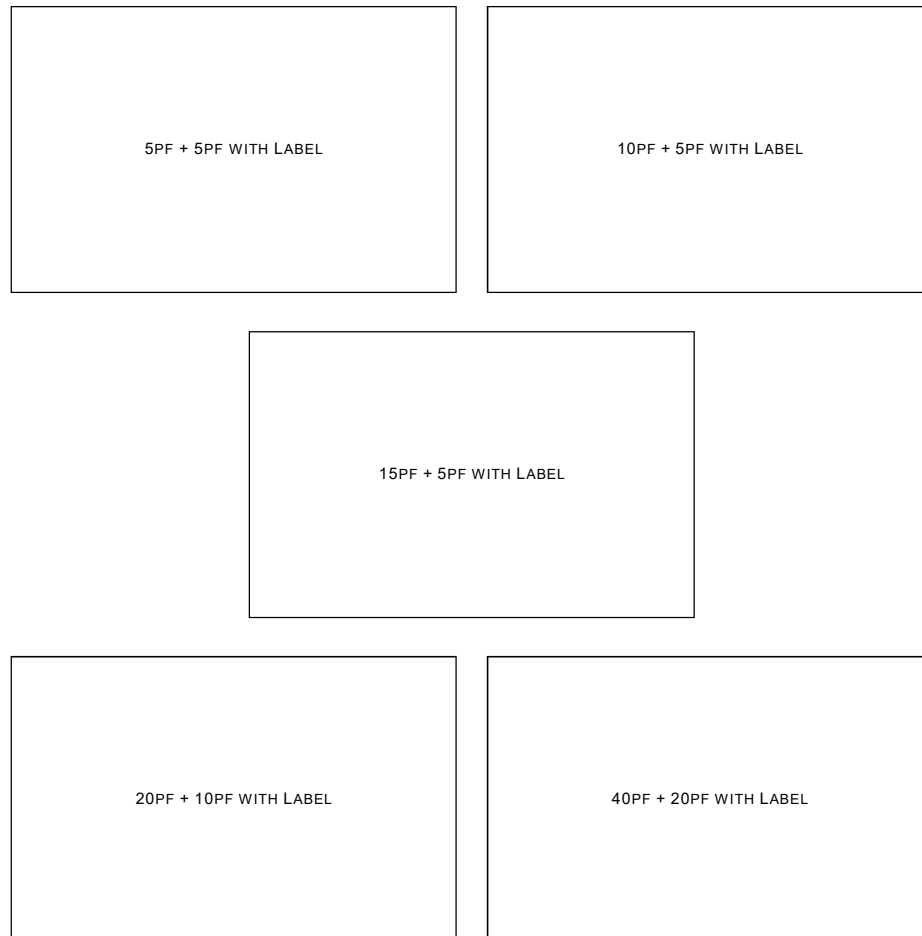 5PF + 5PF WITH LABEL
10PF + 5PF WITH LABEL
15PF + 5PF WITH LABEL
20PF + 10PF WITH LABEL
40PF + 20PF WITH LABEL